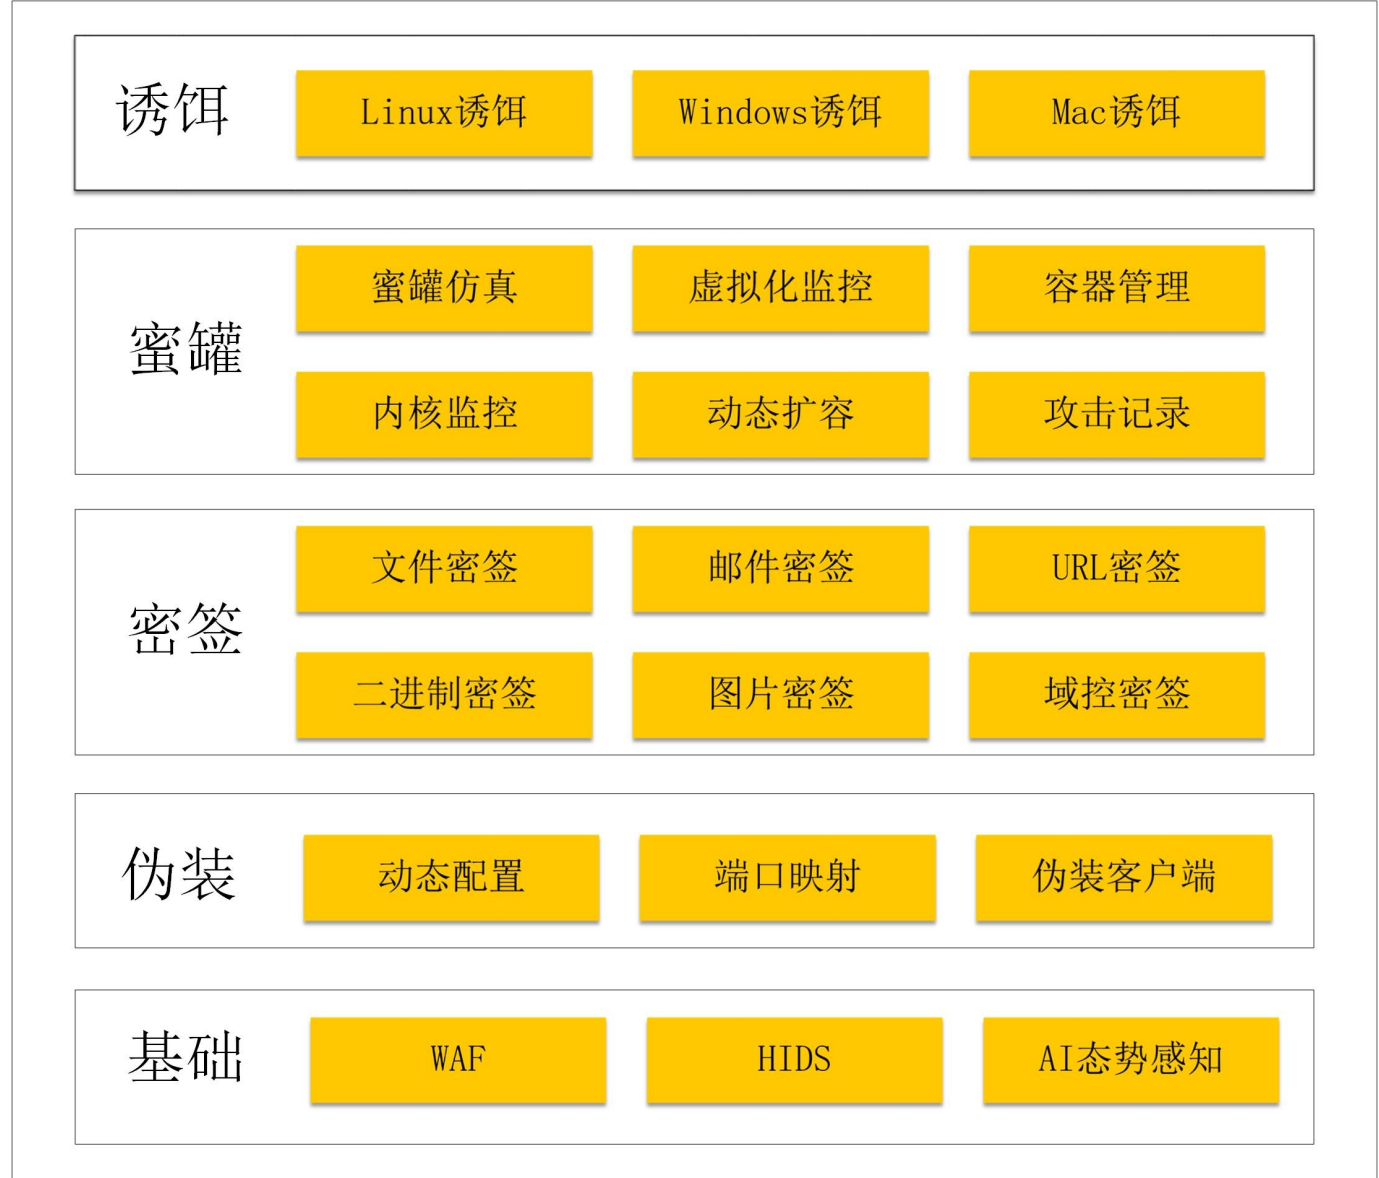 诱饵
Linux诱饵
Windows诱饵
Mac诱饵
蜜罐
蜜罐仿真
虚拟化监控
容器管理
内核监控
动态扩容
攻击记录
密签
文件密签
邮件密签
URL密签
二进制密签
图片密签
域控密签
伪装
动态配置
端口映射
伪装客户端
基础
WAF
HIDS
AI态势感知